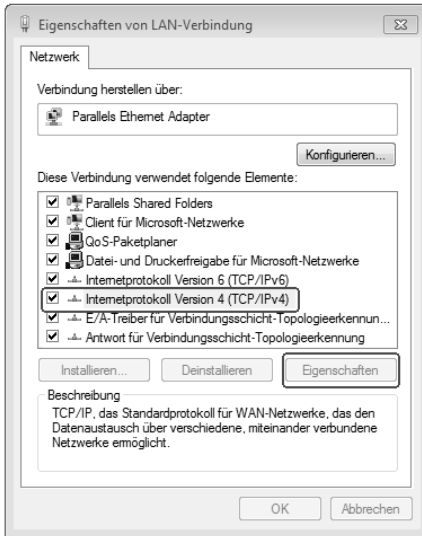 Eigenschaften von LAN-Verbindung
Netzwerk
Verbindung herstellen über:
Parallels Ethernet Adapter
Konfigurieren...
Diese Verbindung verwendet folgende Elemente:
Parallels Shared Folders
Client für Microsoft-Netzwerke
QoS-Paketplaner
Datei- und Druckerfreigabe für Microsoft-Netzwerke
Internetprotokoll Version 6 (TCP/IPv6)
Internetprotokoll Version 4 (TCP/IPv4)
E/A-Treiber für Verbindungsschicht-Topologieerkennun...
Antwort für Verbindungsschicht-Topologieerkennung
Installieren... Deinstallieren Eigenschaften
Beschreibung
TCP/IP, das Standardprotokoll für WAN-Netzwerke, das den
Datenaustausch über verschiedene, miteinander verbundene
Netzwerke ermöglicht.
OK Abbrechen